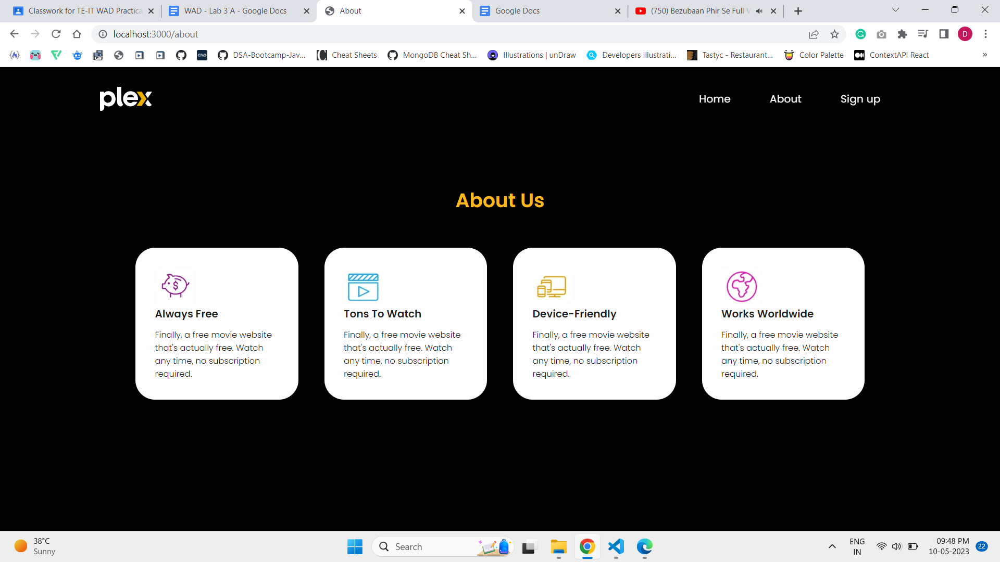 Classwork for TE-IT WAD Practica
WAD - Lab 3 A - Google Docs
About
Google Docs
(750) Bezubaan Phir Se Full V
localhost:3000/about
D
CIVO
DSA-Bootcamp-Jav...
Cheat Sheets
MongoDB Cheat Sh...
Illustrations | unDraw
Developers Illustrati...
Tastyc - Restaurant...
Color Palette
ContextAPI React
»
plex
Home
About
Sign up
About Us
Always Free
Finally, a free movie website
that's actually free. Watch
any time, no subscription
required.
Tons To Watch
Finally, a free movie website
that's actually free. Watch
any time, no subscription
required.
Device-Friendly
Finally, a free movie website
that's actually free. Watch
any time, no subscription
required.
Works Worldwide
Finally, a free movie website
that's actually free. Watch
any time, no subscription
required.
38°C
Sunny
Search
ENG
IN
09:48 PM
10-05-2023
22